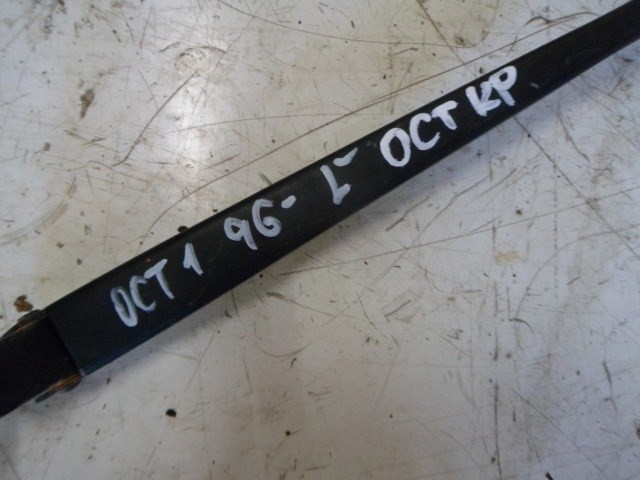 OCT 1 96- L- OCT KP